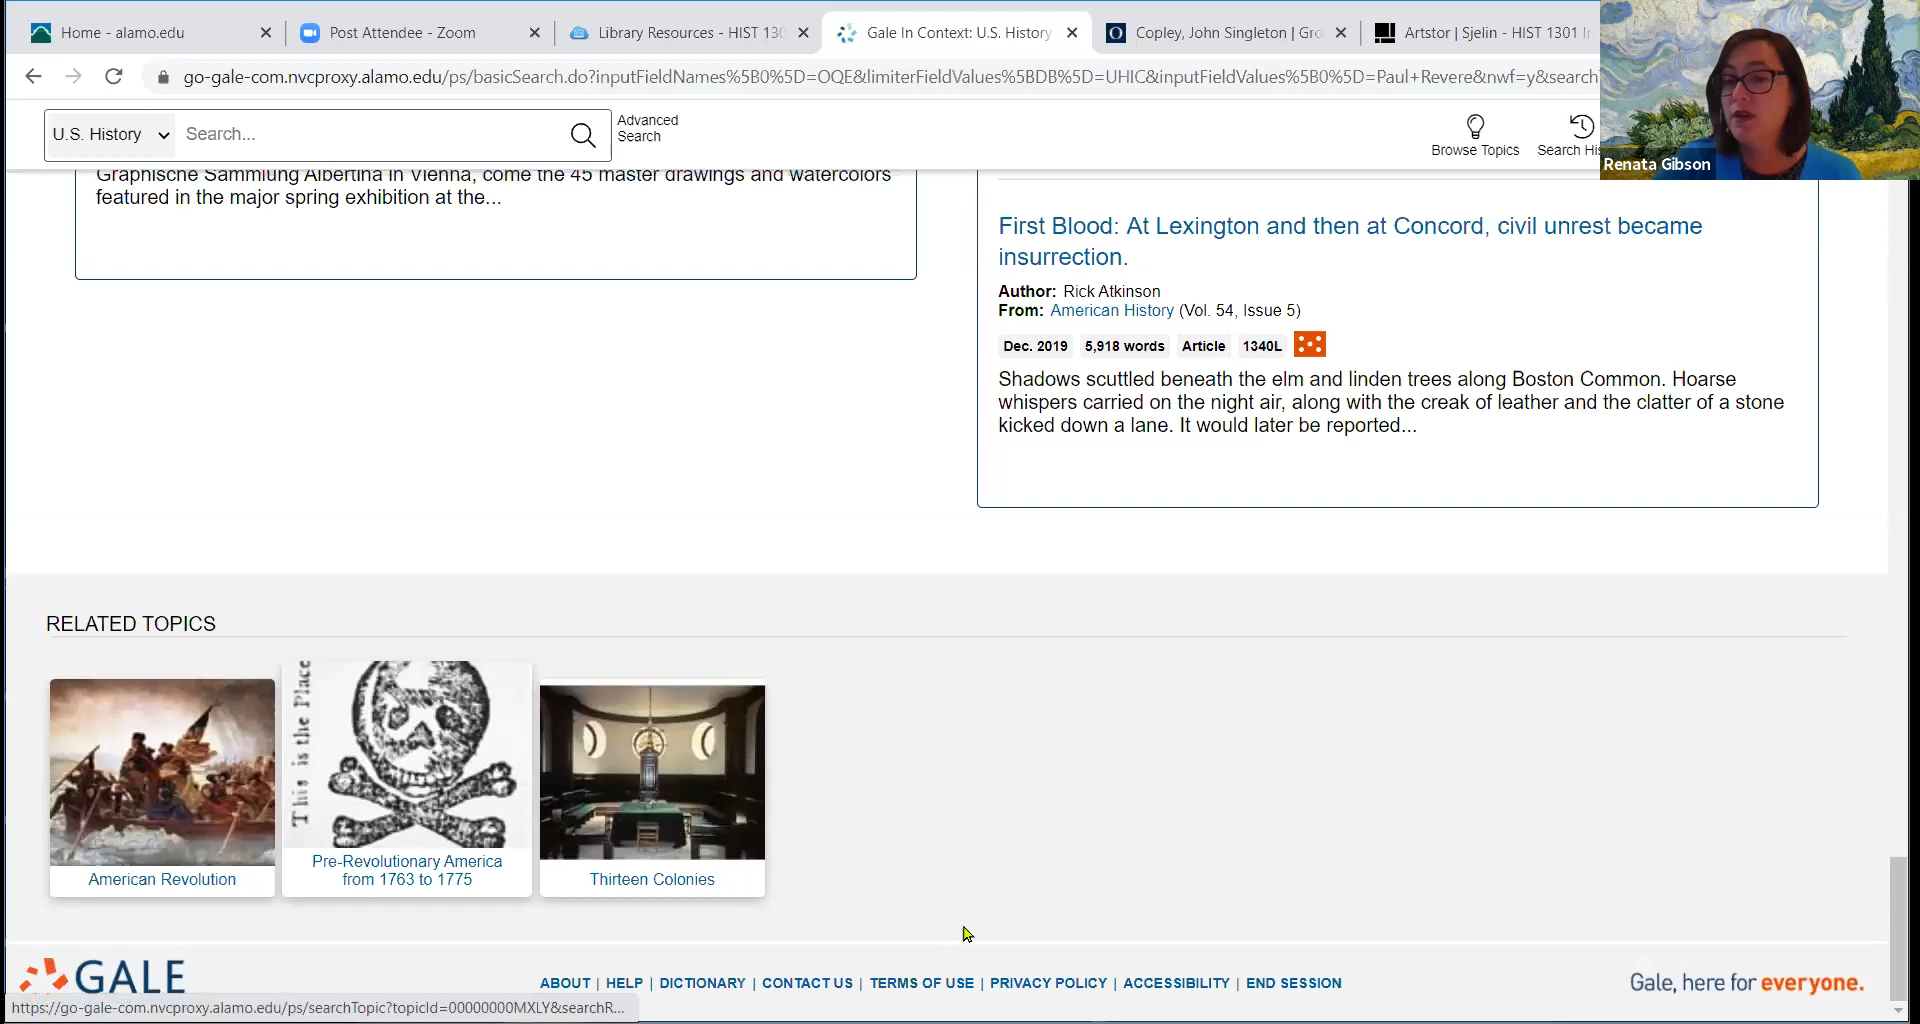 Home - alamo.edu
Post Attendee - Zoom
Library Resources - HIST 130
Gale In Context: U.S. History
Copley, John Singleton | Gro
Artstor | Sjelin - HIST 1301 I
go-gale-com.nvcproxy.alamo.edu/ps/basicSearch.do?inputFieldNames%5B0%5D=OQE&limiterFieldValues%5BDB%5D=UHIC&inputFieldValues%5B0%5D=Paul+Revere&nwf=y&search
U.S. History
Search...
Advanced
Search
Browse Topics
Search His
Renata Gibson
Graphische Sammlung Albertina in Vienna, come the 45 master drawings and watercolors
featured in the major spring exhibition at the...
First Blood: At Lexington and then at Concord, civil unrest became
insurrection.
Author: Rick Atkinson
From: American History (Vol. 54, Issue 5)
Dec. 2019 5,918 words Article 1340L
Shadows scuttled beneath the elm and linden trees along Boston Common. Hoarse
whispers carried on the night air, along with the creak of leather and the clatter of a stone
kicked down a lane. It would later be reported...
RELATED TOPICS
American Revolution
This is the Place
Pre-Revolutionary America
from 1763 to 1775
Thirteen Colonies
GALE
ABOUT | HELP | DICTIONARY | CONTACT US | TERMS OF USE | PRIVACY POLICY | ACCESSIBILITY | END SESSION
Gale, here for everyone.
https://go-gale-com.nvcproxy.alamo.edu/ps/searchTopic?topicId=00000000MXLY&searchR...